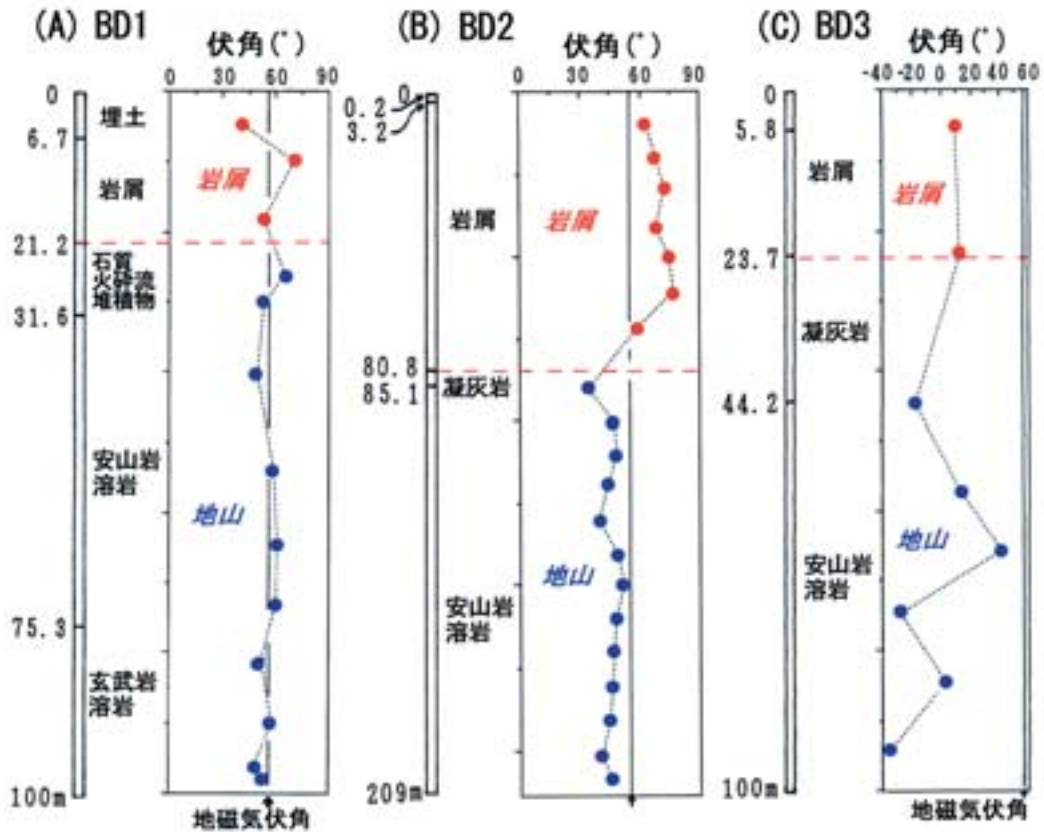 (A) BD1
伏角(°)
0 30 60 90
0
埋土
6.7
岩屑
岩屑
21.2
石質
火砕流
堆積物
31.6
安山岩
溶岩
地山
75.3
玄武岩
溶岩
100m
地磁気伏角
(B) BD2
伏角(°)
0 30 60 90
0
0.2
3.2
岩屑
岩屑
80.8
85.1
凝灰岩
地山
安山岩
溶岩
209m
(C) BD3
伏角(°)
-40 -20 0 20 40 60
0
5.8
岩屑
岩屑
23.7
凝灰岩
44.2
地山
安山岩
溶岩
100m
地磁気伏角